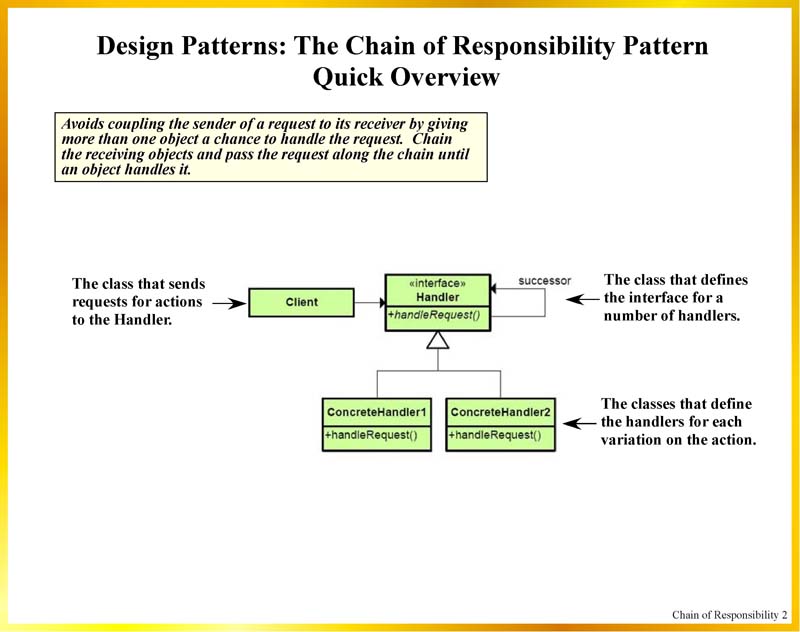 Design Patterns: The Chain of Responsibility Pattern
Quick Overview
Avoids coupling the sender of a request to its receiver by giving
more than one object a chance to handle the request.  Chain
the receiving objects and pass the request along the chain until
an object handles it.
The class that sends
requests for actions
to the Handler.
Client
«interface»
Handler
+handleRequest()
successor
The class that defines
the interface for a
number of handlers.
ConcreteHandler1
+handleRequest()
ConcreteHandler2
+handleRequest()
The classes that define
the handlers for each
variation on the action.
Chain of Responsibility 2